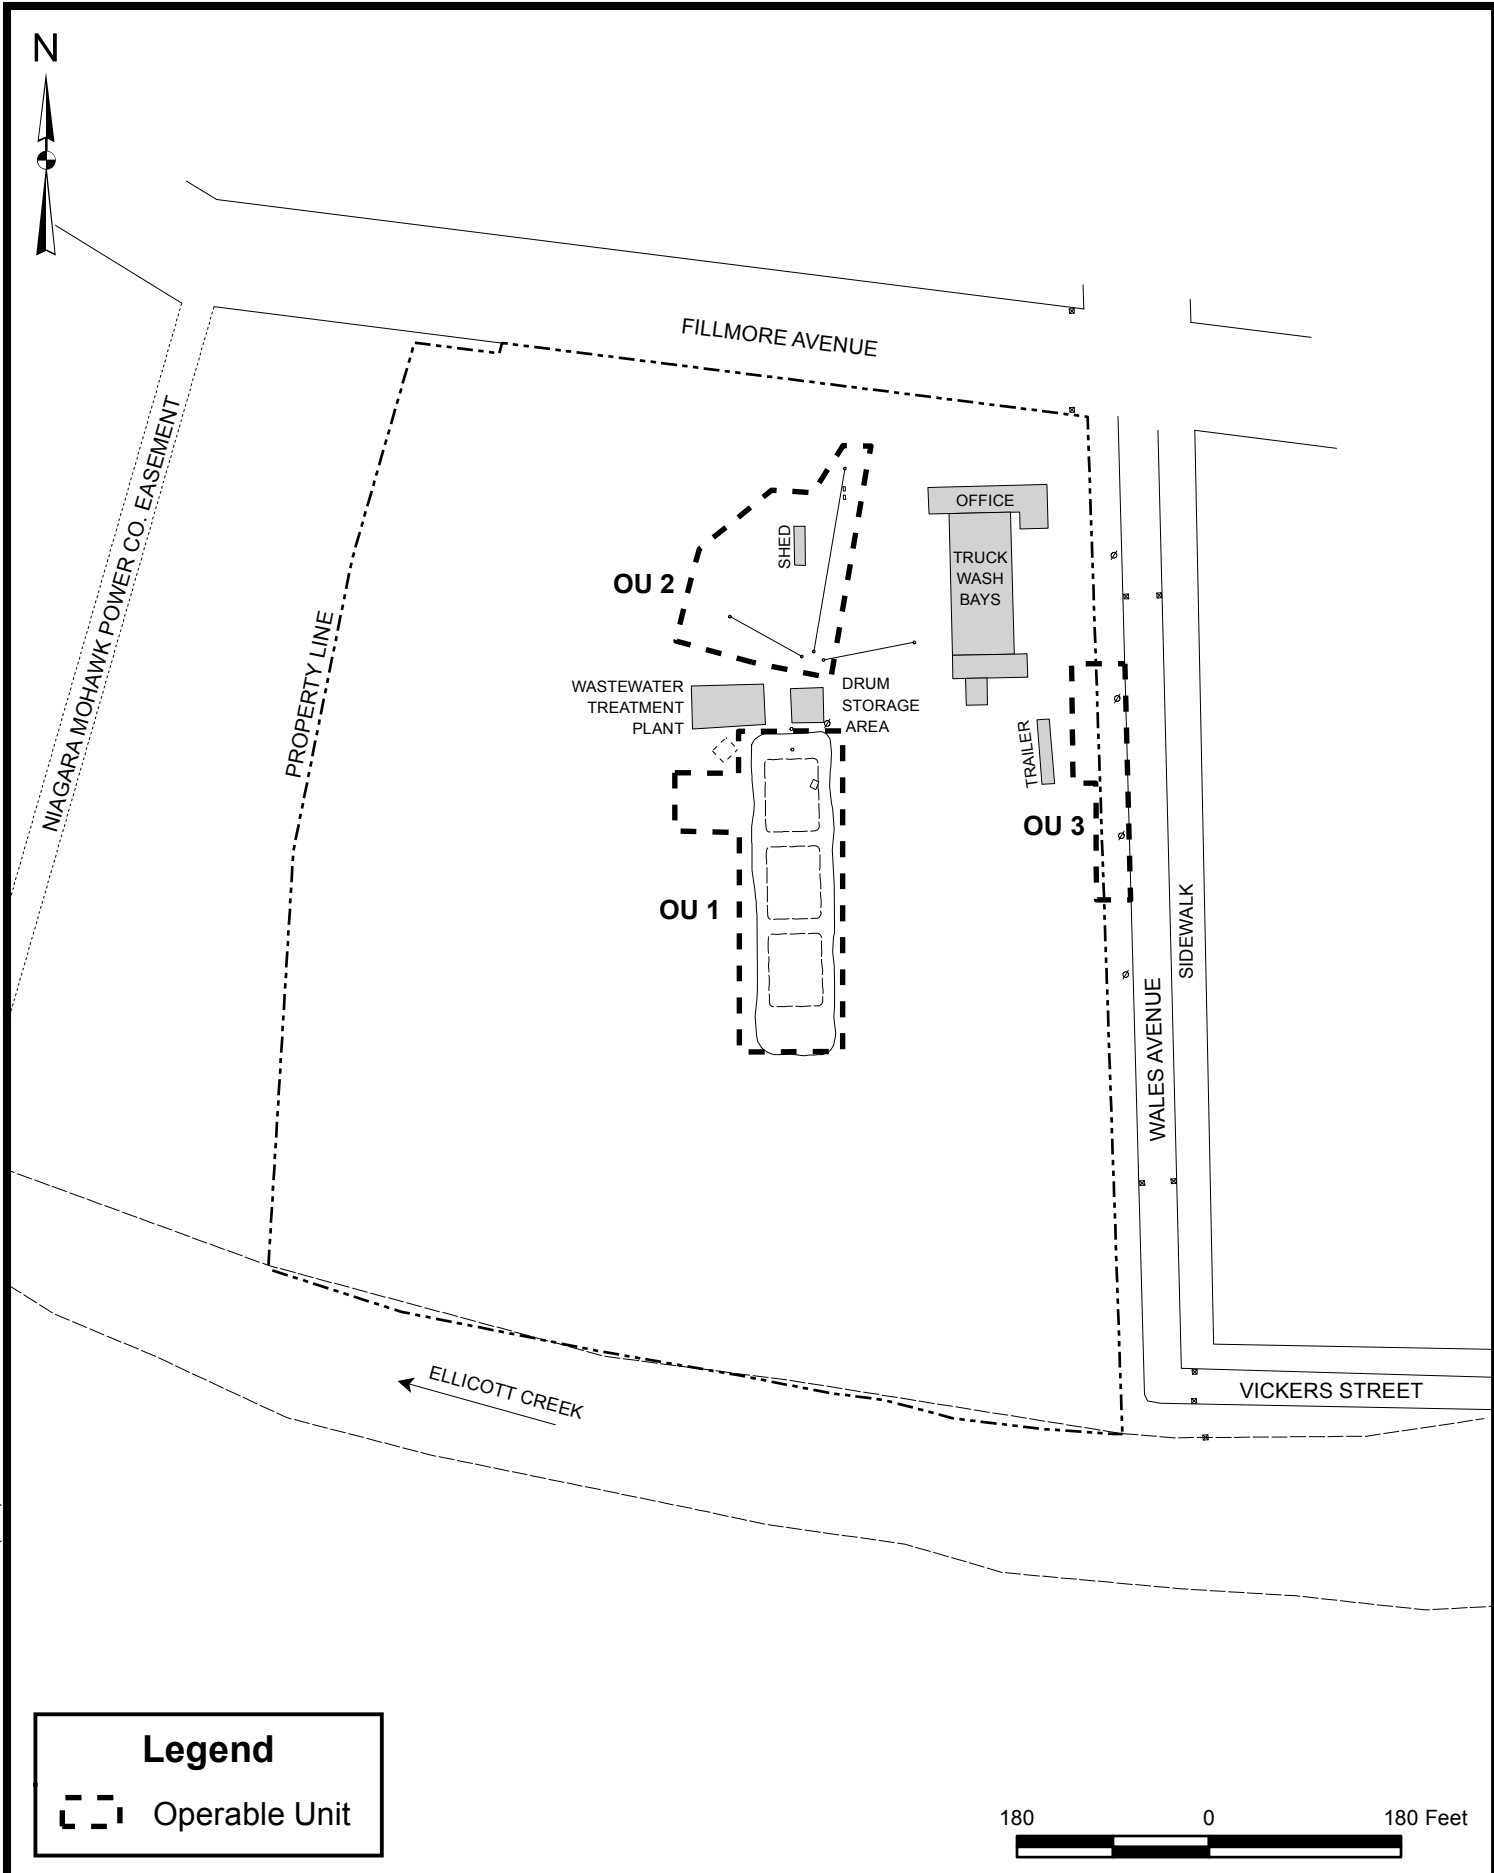 N
FILLMORE AVENUE
NIAGARA MOHAWK POWER CO. EASEMENT
PROPERTY LINE
OFFICE
SHED
TRUCK
WASH
BAYS
OU 2
WASTEWATER
TREATMENT
PLANT
DRUM
STORAGE
AREA
TRAILER
OU 3
OU 1
SIDEWALK
WALES AVENUE
ELLICOTT CREEK
VICKERS STREET
Legend
Operable Unit
180 0 180 Feet